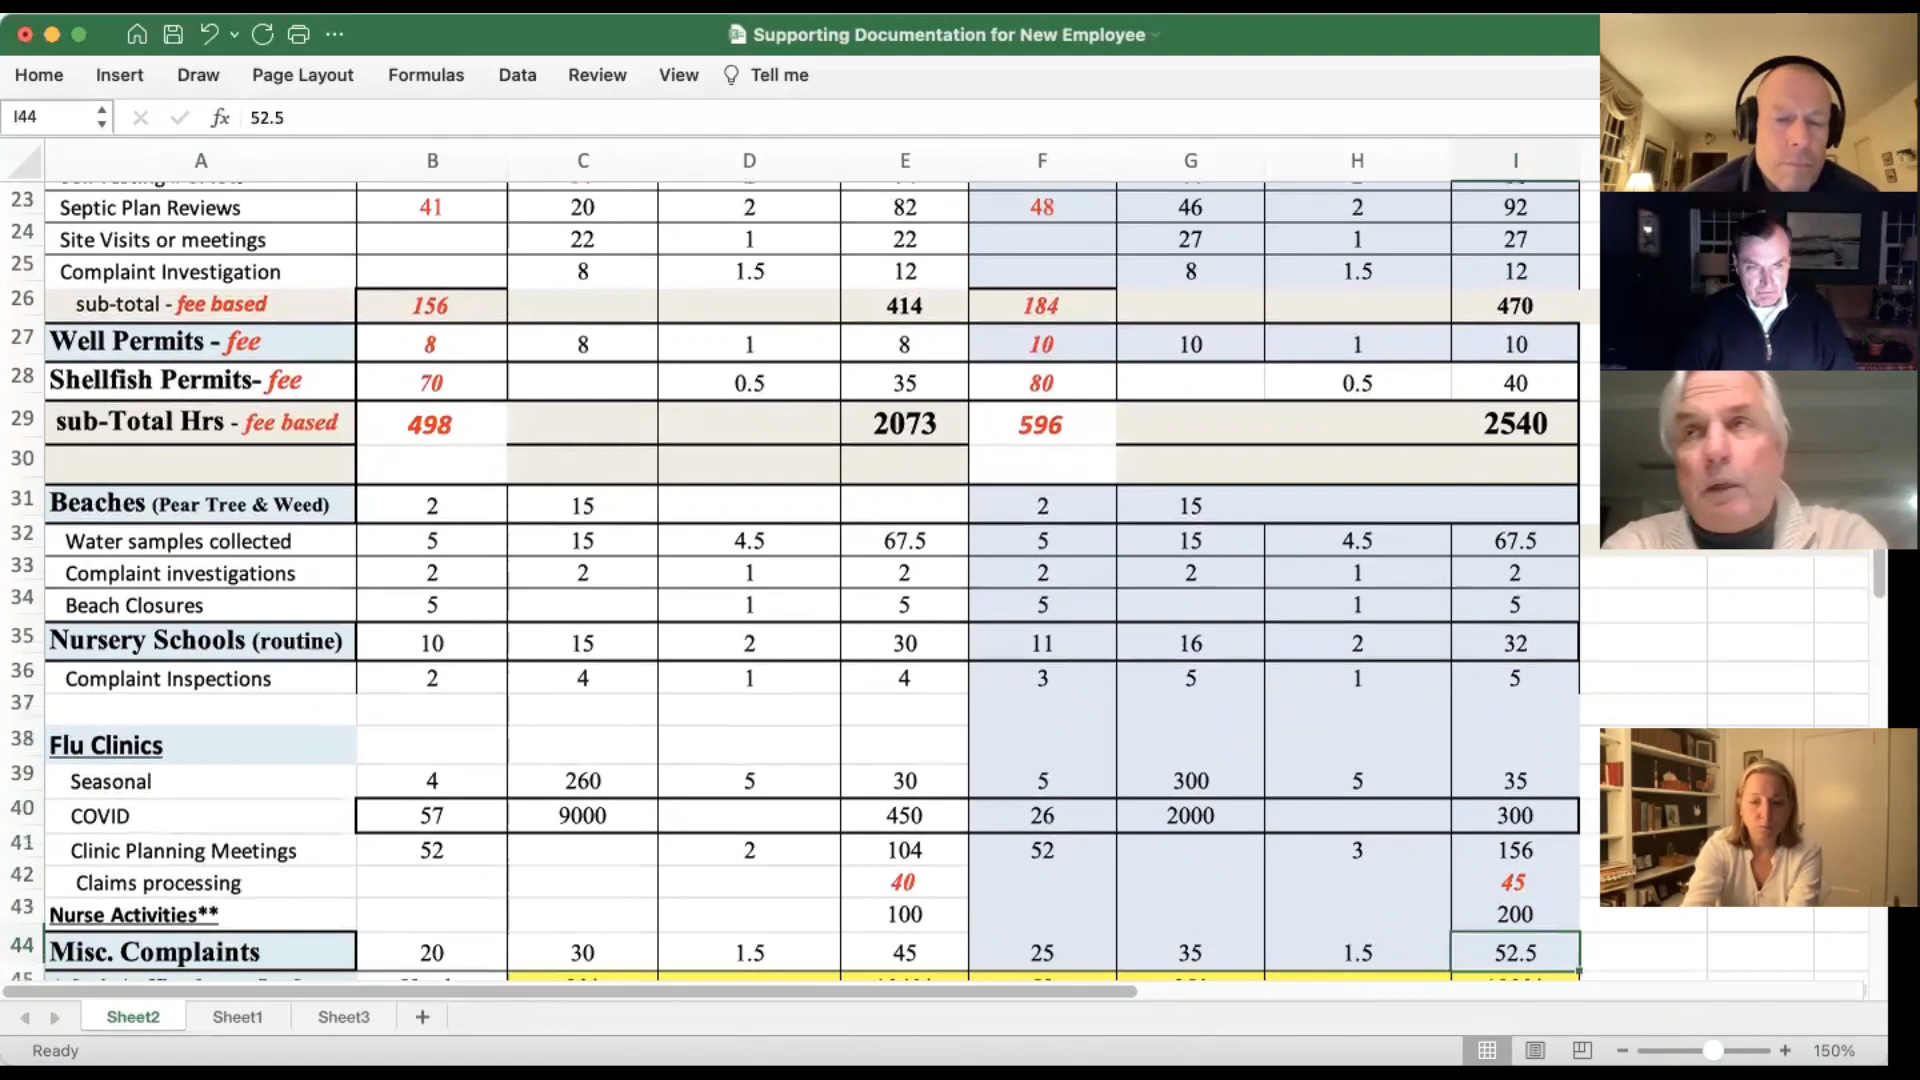 Supporting Documentation for New Employee
Home Insert Draw Page Layout Formulas Data Review View Tell me
I44 fx 52.5
A B C D E F G H I
23 Septic Plan Reviews 41 20 2 82 48 46 2 92
24 Site Visits or meetings 22 1 22 27 1 27
25 Complaint Investigation 8 1.5 12 8 1.5 12
26 sub-total - fee based 156 414 184 470
27 Well Permits - fee 8 8 1 8 10 10 1 10
28 Shellfish Permits- fee 70 0.5 35 80 0.5 40
29 sub-Total Hrs - fee based 498 2073 596 2540
30
31 Beaches (Pear Tree & Weed) 2 15 2 15
32 Water samples collected 5 15 4.5 67.5 5 15 4.5 67.5
33 Complaint investigations 2 2 1 2 2 2 1 2
34 Beach Closures 5 1 5 5 1 5
35 Nursery Schools (routine) 10 15 2 30 11 16 2 32
36 Complaint Inspections 2 4 1 4 3 5 1 5
37
38 Flu Clinics
39 Seasonal 4 260 5 30 5 300 5 35
40 COVID 57 9000 450 26 2000 300
41 Clinic Planning Meetings 52 2 104 52 3 156
42 Claims processing 40 45
43 Nurse Activities** 100 200
44 Misc. Complaints 20 30 1.5 45 25 35 1.5 52.5
45
Sheet2 Sheet1 Sheet3 +
Ready 150%